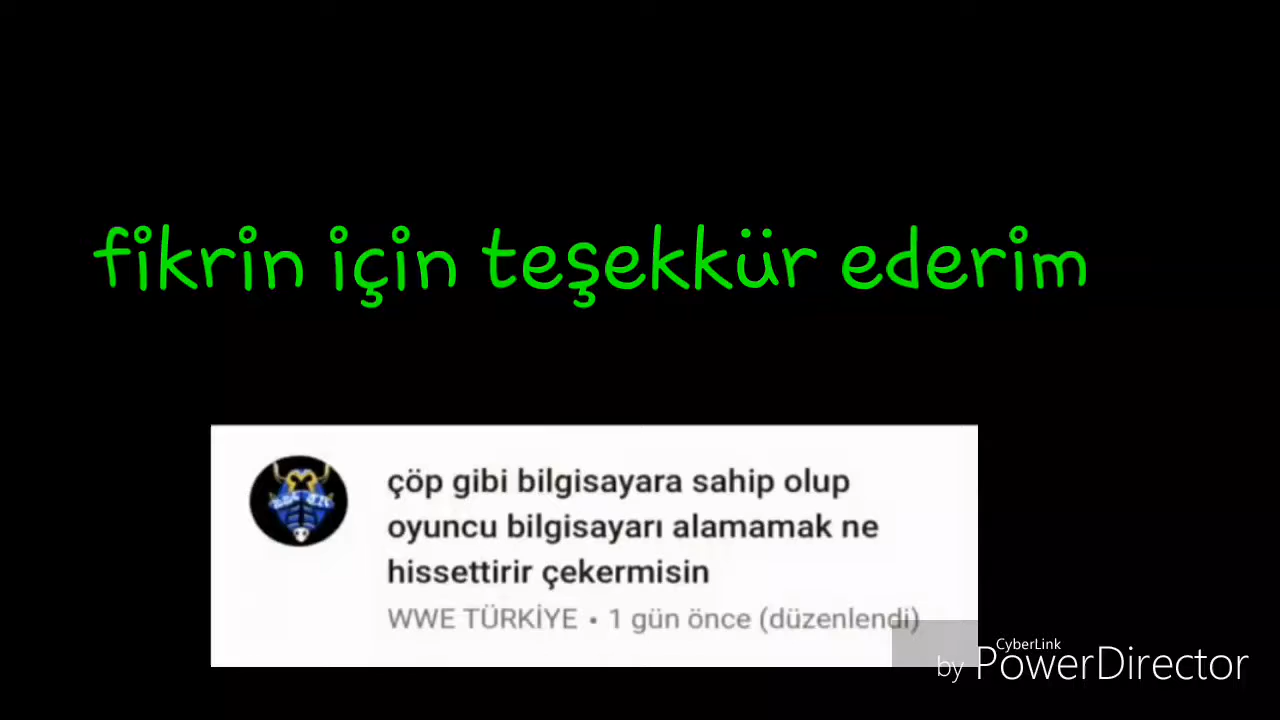 fikrin için teşekkür ederim
çöp gibi bilgisayara sahip olup
oyuncu bilgisayarı alamamak ne
hissettirir çekermisin
WWE TÜRKİYE • 1 gün önce (düzenlendi)
CyberLink
by PowerDirector